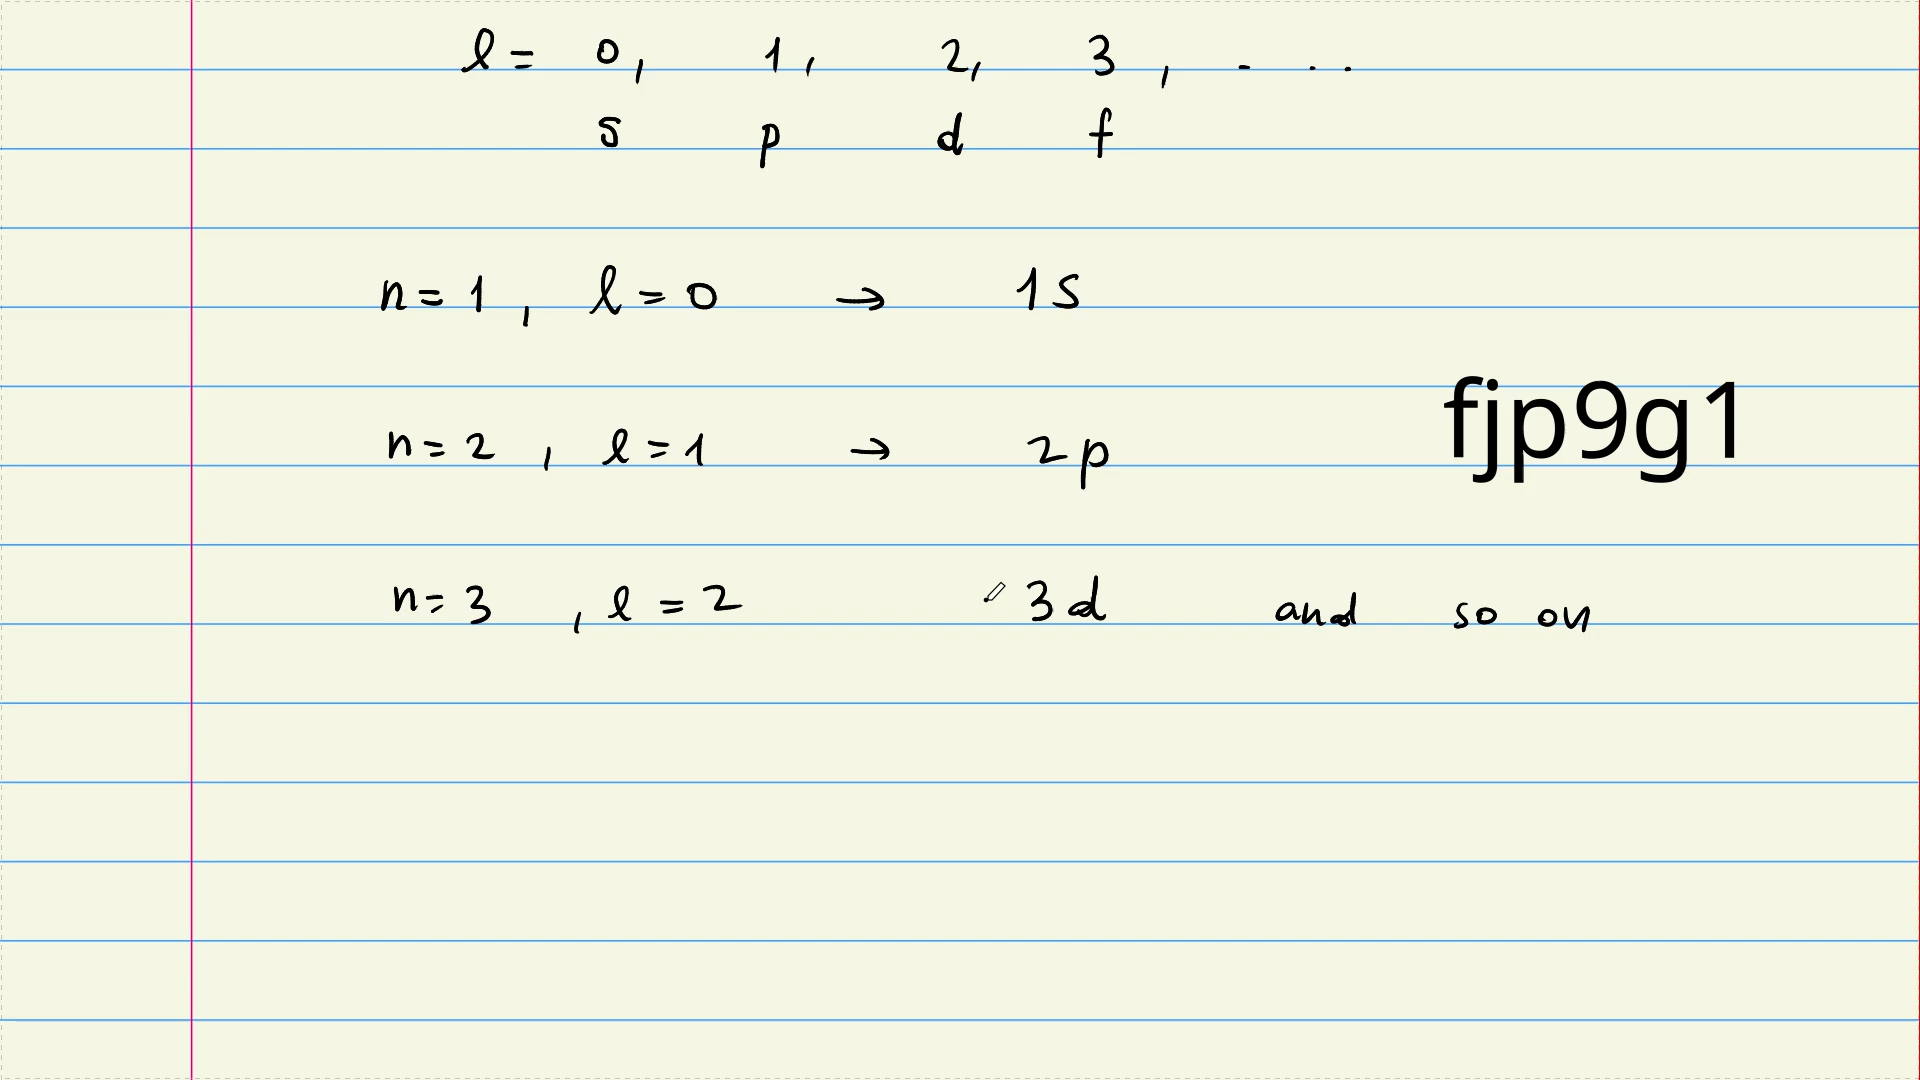 l = 0, 1, 2, 3, . . .
s p d f
n = 1 , l = 0 → 1s
fjp9g1
n = 2 , l = 1 → 2p
n = 3 , l = 2 3d and so on